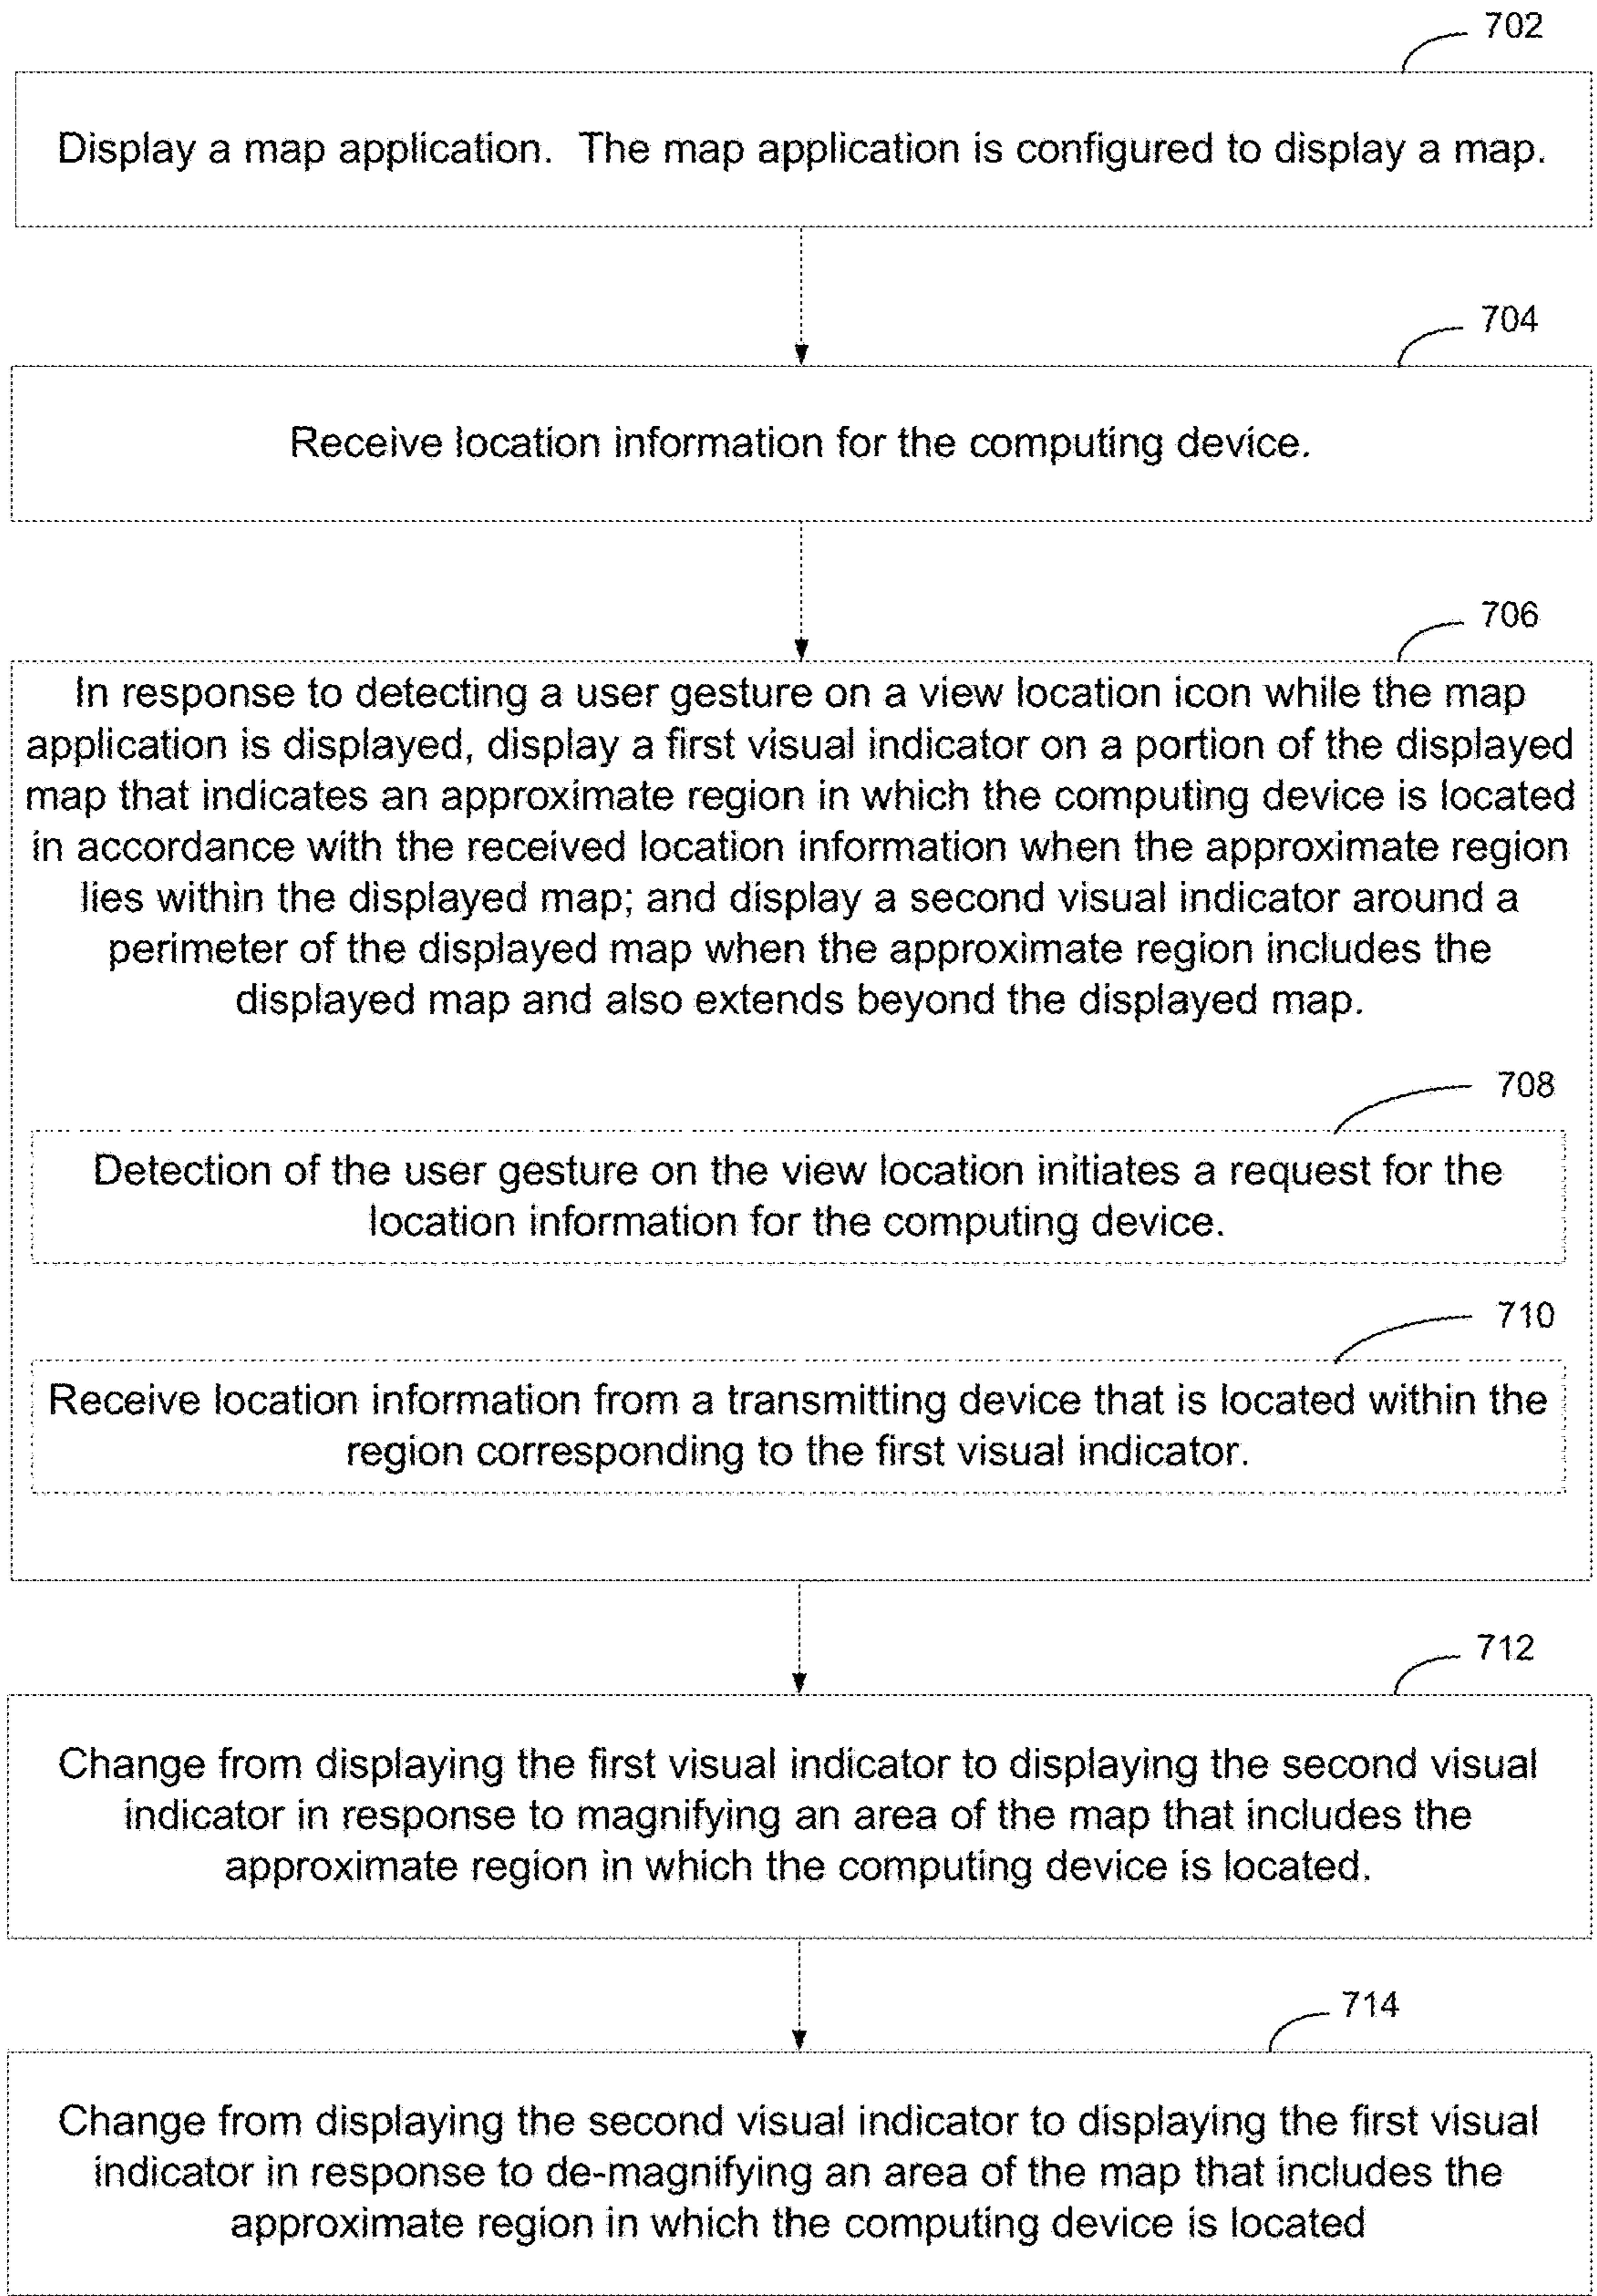 702
Display a map application. The map application is configured to display a map.
704
Receive location information for the computing device.
706
In response to detecting a user gesture on a view location icon while the map
application is displayed, display a first visual indicator on a portion of the displayed
map that indicates an approximate region in which the computing device is located
in accordance with the received location information when the approximate region
lies within the displayed map; and display a second visual indicator around a
perimeter of the displayed map when the approximate region includes the
displayed map and also extends beyond the displayed map.
708
Detection of the user gesture on the view location initiates a request for the
location information for the computing device.
710
Receive location information from a transmitting device that is located within the
region corresponding to the first visual indicator.
712
Change from displaying the first visual indicator to displaying the second visual
indicator in response to magnifying an area of the map that includes the
approximate region in which the computing device is located.
714
Change from displaying the second visual indicator to displaying the first visual
indicator in response to de-magnifying an area of the map that includes the
approximate region in which the computing device is located